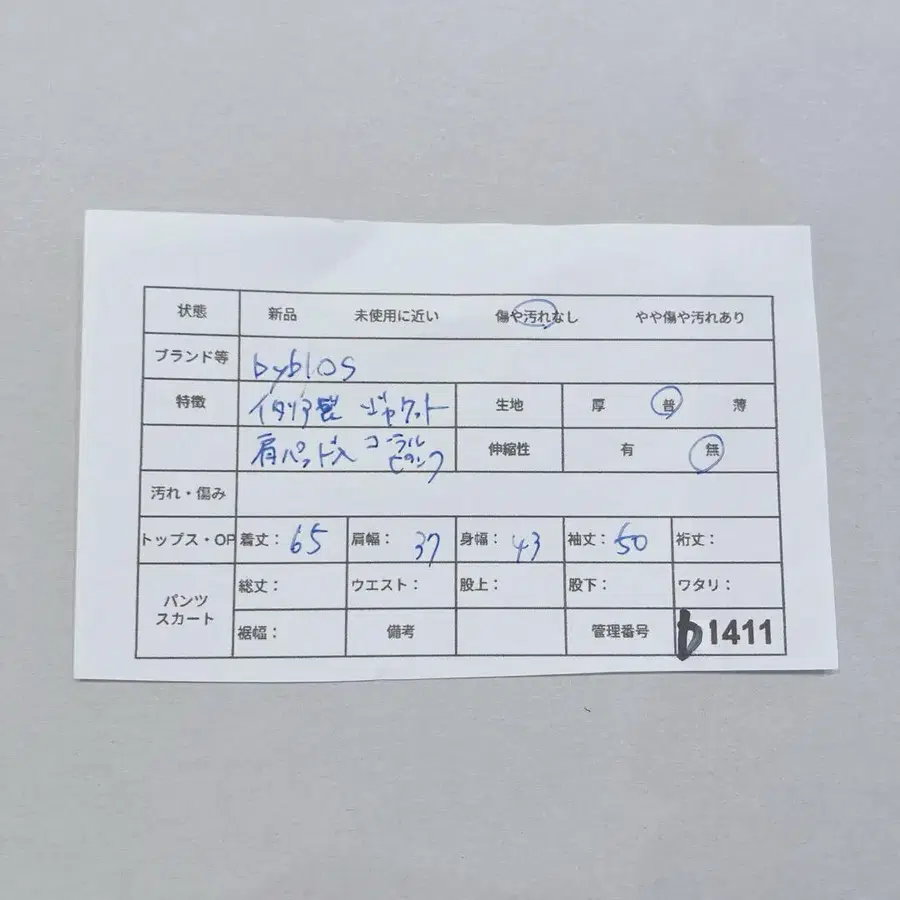 状態 新品 未使用に近い 傷や汚れなし やや傷や汚れあり
ブランド等 byblos
特徴 イタリア製 ジャケット 生地 厚 普 薄
肩パッド入 コーラルピンク 伸縮性 有 無
汚れ・傷み
トップス・OP 着丈：65 肩幅：37 身幅：43 袖丈：50 裄丈：
パンツ スカート 総丈： ウエスト： 股上： 股下： ワタリ：
裾幅： 備考 管理番号 b1411